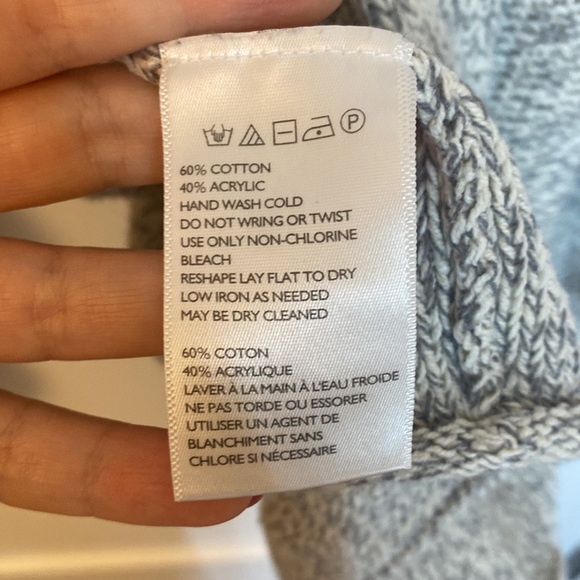 P
60% COTTON
40% ACRYLIC
HAND WASH COLD
DO NOT WRING OR TWIST
USE ONLY NON-CHLORINE
BLEACH
RESHAPE LAY FLAT TO DRY
LOW IRON AS NEEDED
MAY BE DRY CLEANED
60% COTON
40% ACRYLIQUE
LAVER À LA MAIN À L'EAU FROIDE
NE PAS TORDE OU ESSORER
UTILISER UN AGENT DE
BLANCHIMENT SANS
CHLORE SI NÉCESSAIRE